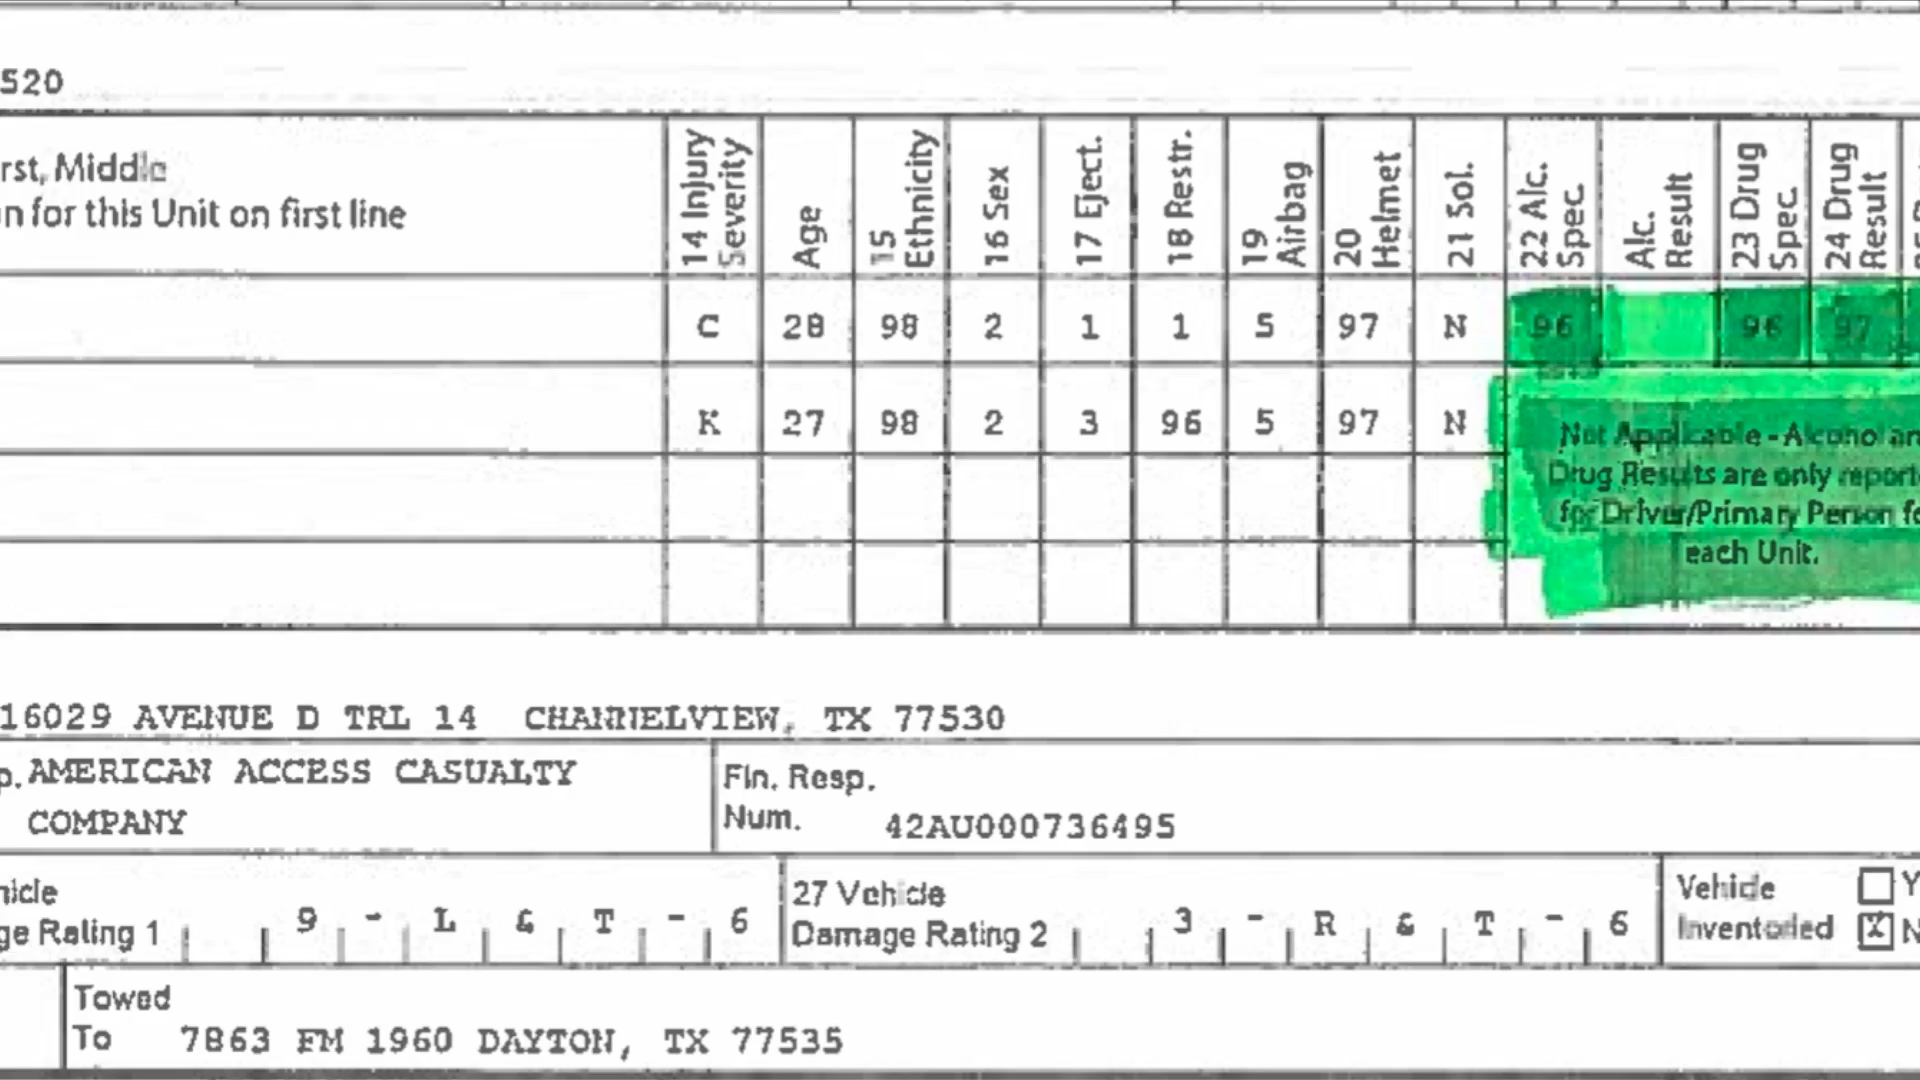 520
rst, Middle
n for this Unit on first line
14 Injury Severity
Age
15 Ethnicity
16 Sex
17 Eject.
18 Restr.
19 Airbag
20 Helmet
21 Sol.
22 Alc. Spec.
Alc. Result
23 Drug Spec.
24 Drug Result
C 28 98 2 1 1 5 97 N 96 96 97
K 27 98 2 3 96 5 97 N
Not Applicable - Alcohol an
Drug Results are only report
for Driver/Primary Person fo
each Unit.
16029 AVENUE D TRL 14 CHANNELVIEW, TX 77530
p. AMERICAN ACCESS CASUALTY
COMPANY
Fin. Resp.
Num. 42AU000736495
hicle
ge Rating 1 9 - L & T - 6
27 Vehicle
Damage Rating 2 3 - R & T - 6
Vehicle Y
Inventoried X N
Towed
To 7863 FM 1960 DAYTON, TX 77535